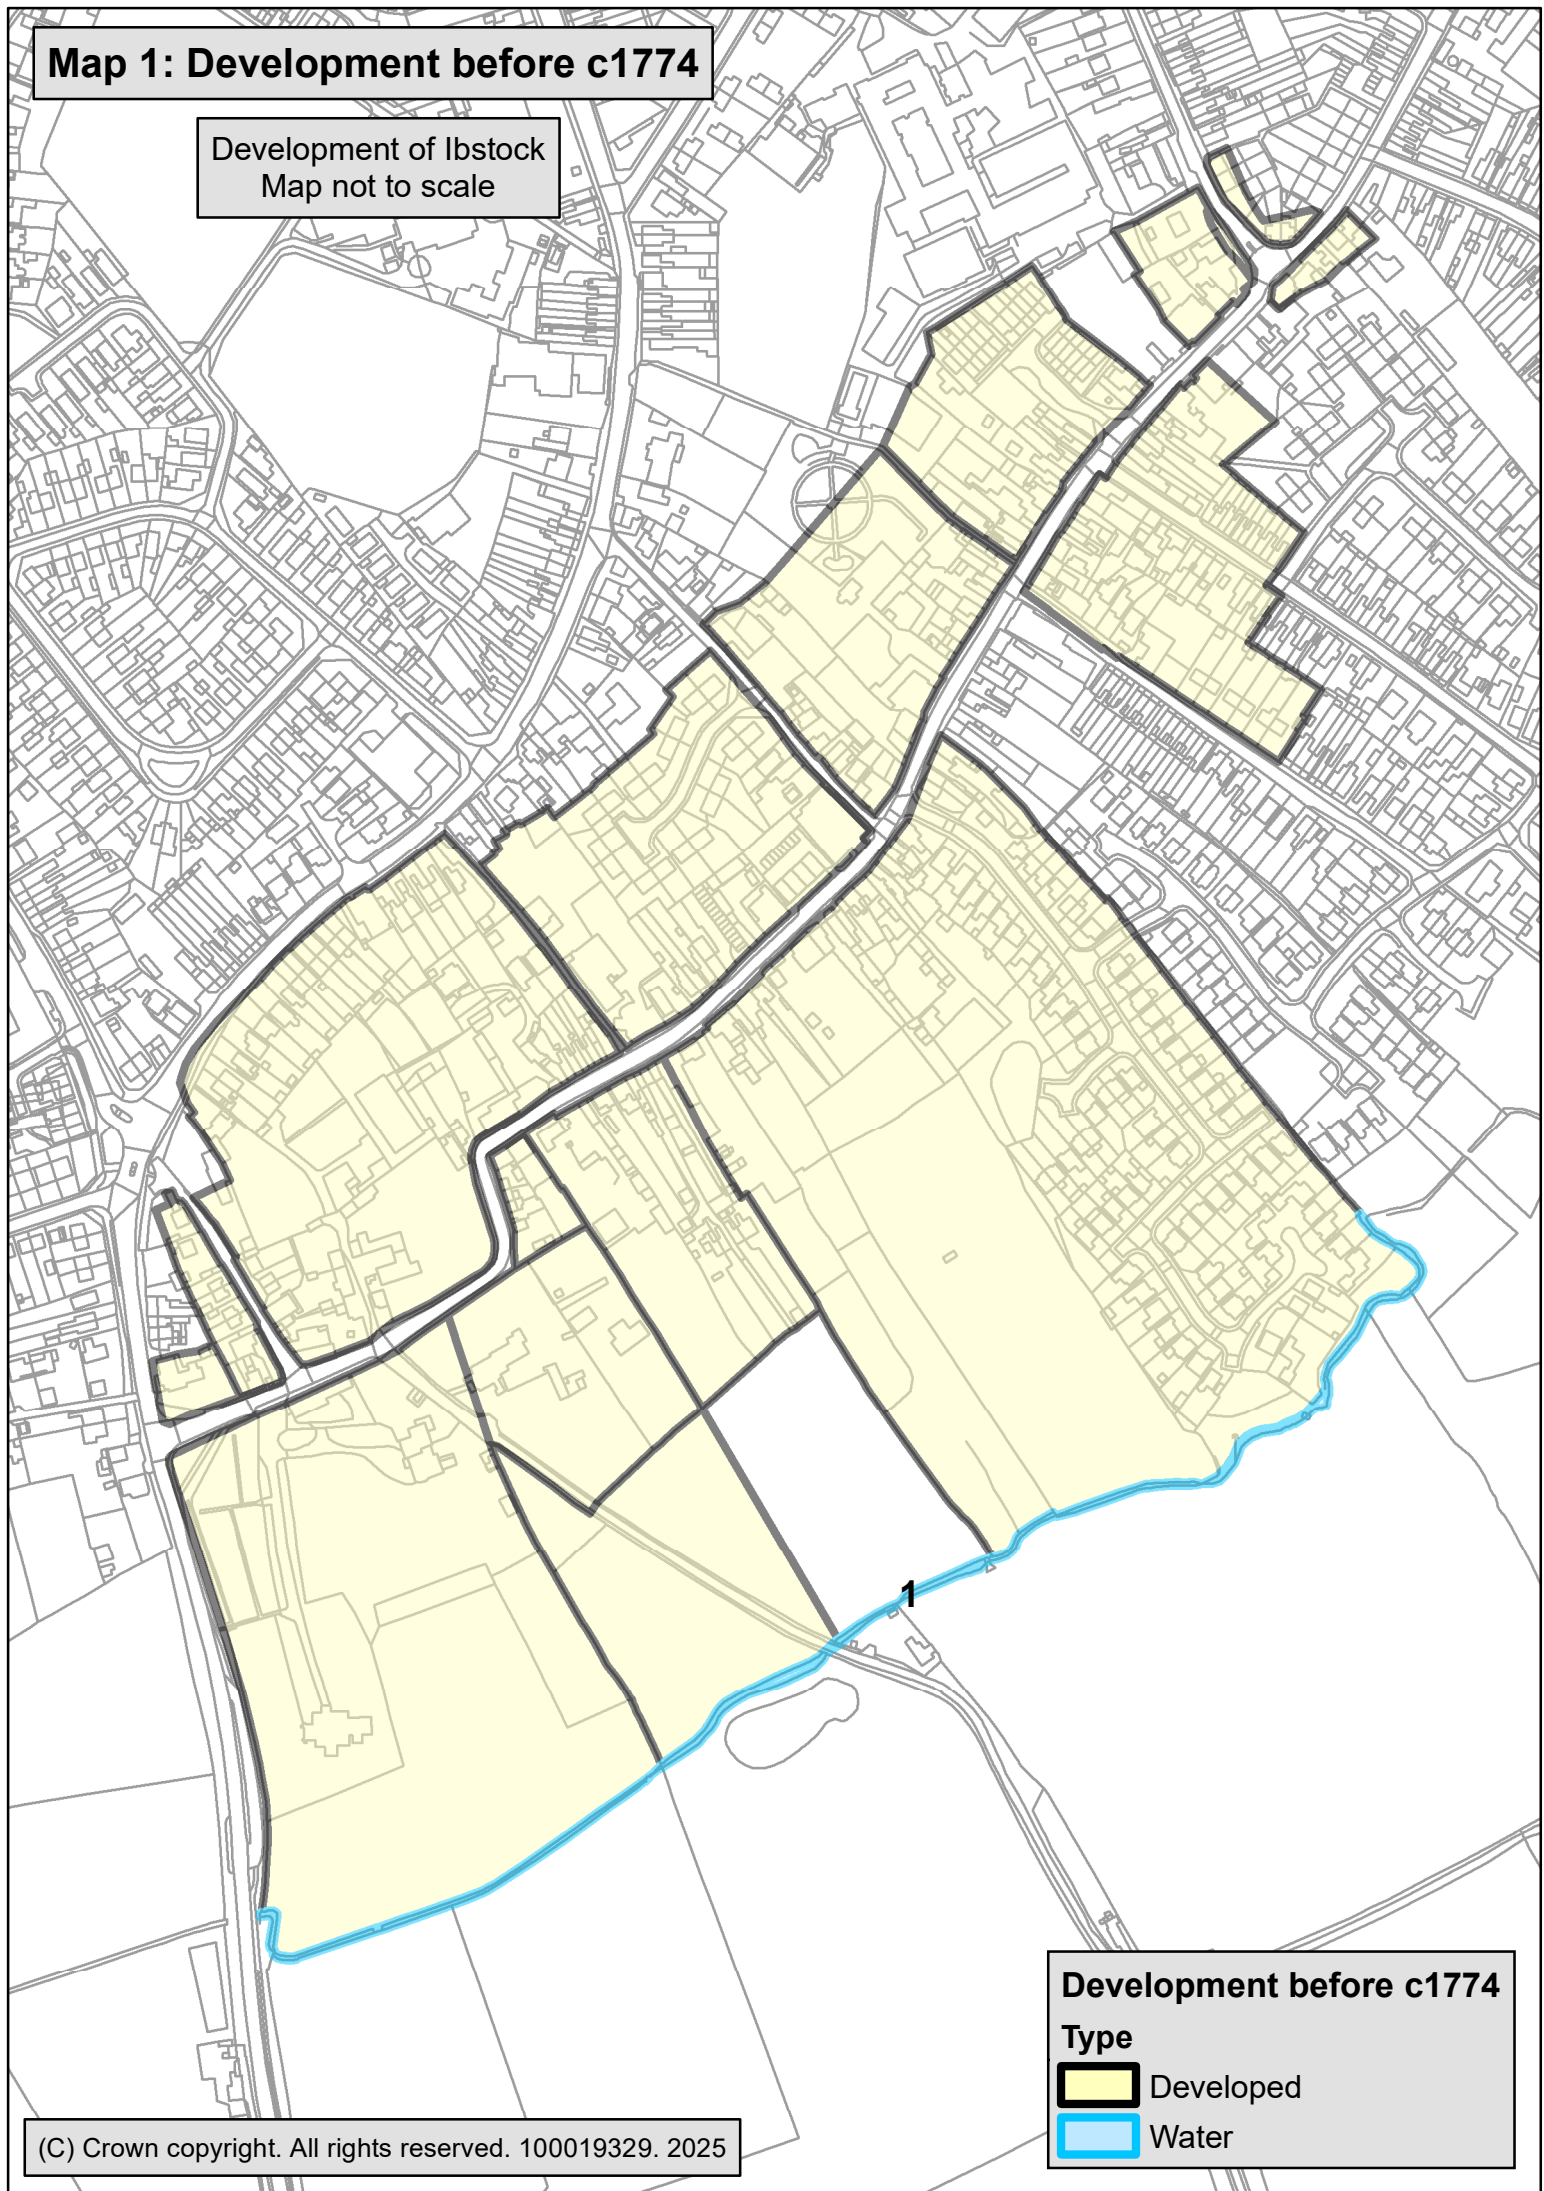 Map 1: Development before c1774
Development of Ibstock
Map not to scale
1
Development before c1774
Type
Developed
Water
(C) Crown copyright. All rights reserved. 100019329. 2025